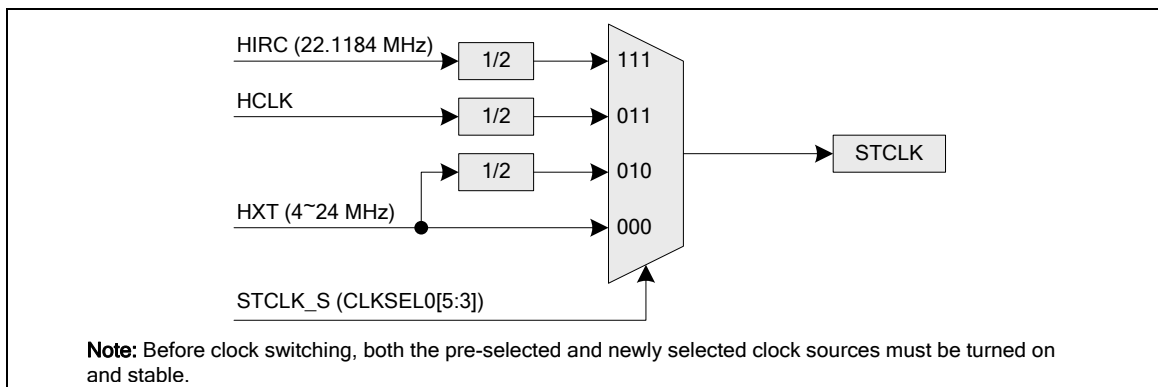 HIRC (22.1184 MHz)
1/2
111
HCLK
1/2
011
1/2
010
STCLK
HXT (4~24 MHz)
000
STCLK_S (CLKSEL0[5:3])
Note: Before clock switching, both the pre-selected and newly selected clock sources must be turned on
and stable.